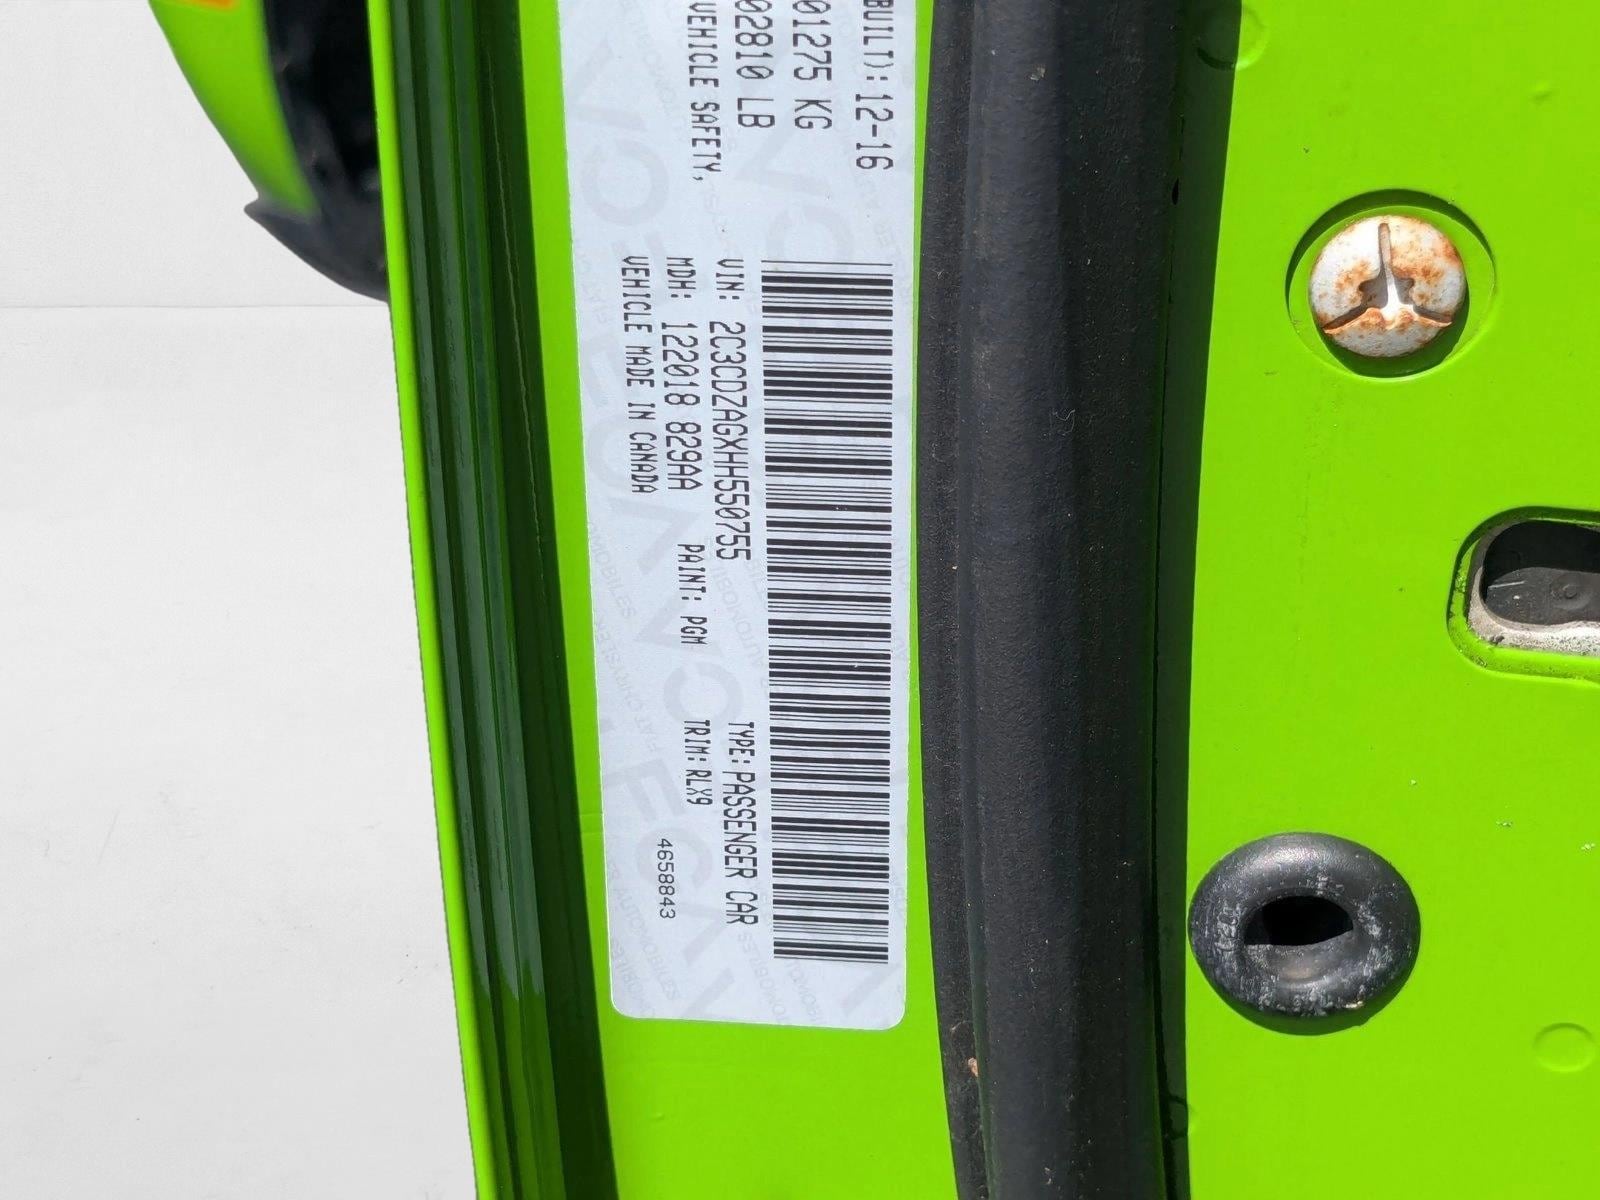 BUILT): 12-16
01275 KG
02810 LB
VEHICLE SAFETY,
VIN: 2C3CDZAGXHH550755 TYPE: PASSENGER CAR
MDH: 122018 829AA PAINT: PGM TRIM: RLX9
VEHICLE MADE IN CANADA 4658843